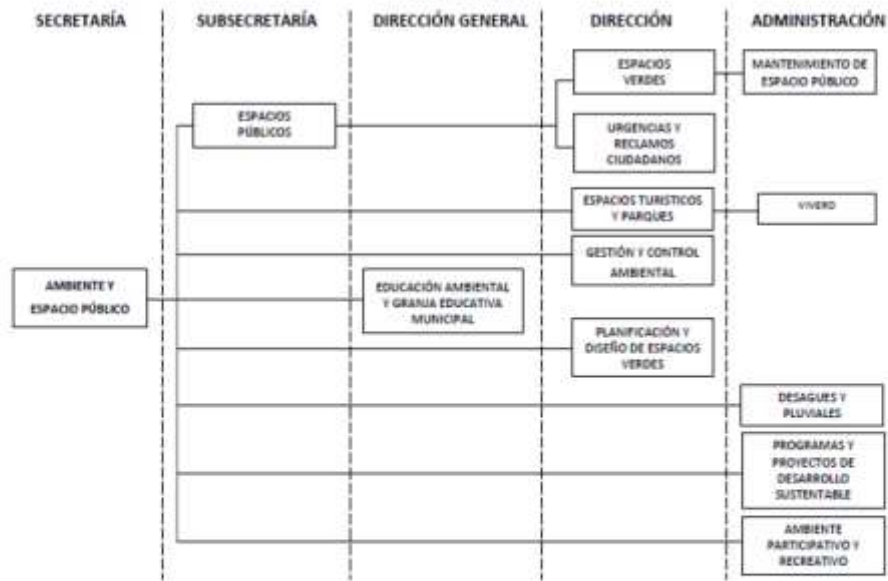 SECRETARÍA
SUBSECRETARÍA
DIRECCIÓN GENERAL
DIRECCIÓN
ADMINISTRACIÓN
ESPACIOS
VERDES
MANTENIMIENTO DE
ESPACIO PÚBLICO
ESPACIOS
PÚBLICOS
URGENCIAS Y
RECLAMOS
CIUDADANOS
ESPACIOS TURISTICOS
Y PARQUES
VIVERO
GESTIÓN Y CONTROL
AMBIENTAL
AMBIENTE Y
ESPACIO PÚBLICO
EDUCACIÓN AMBIENTAL
Y GRANJA EDUCATIVA
MUNICIPAL
PLANIFICACIÓN Y
DISEÑO DE ESPACIOS
VERDES
DESAGUES Y
PLUVIALES
PROGRAMAS Y
PROYECTOS DE
DESARROLLO
SUSTENTABLE
AMBIENTE
PARTICIPATIVO Y
RECREATIVO